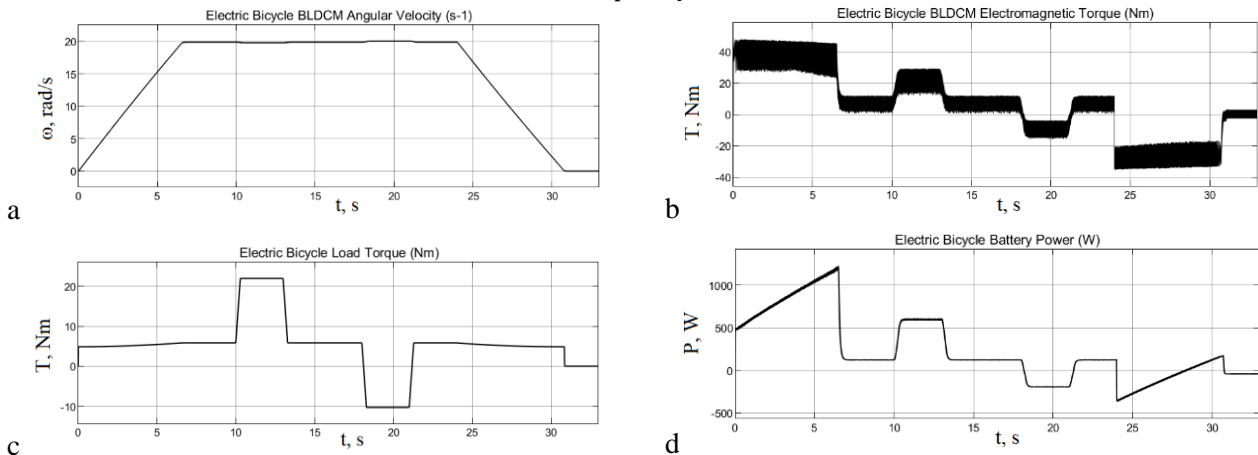 Electric Bicycle BLDCM Angular Velocity (s-1)
20
15
10
5
0
ω, rad/s
0 5 10 15 20 25 30
t, s
a
Electric Bicycle BLDCM Electromagnetic Torque (Nm)
40
20
0
-20
-40
T, Nm
0 5 10 15 20 25 30
t, s
b
Electric Bicycle Load Torque (Nm)
20
10
0
-10
T, Nm
0 5 10 15 20 25 30
t, s
c
Electric Bicycle Battery Power (W)
1000
500
0
-500
P, W
0 5 10 15 20 25 30
t, s
d